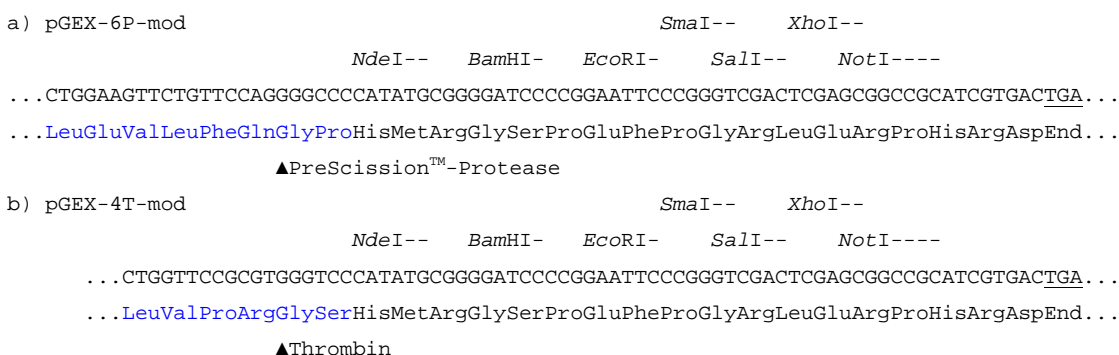 a) pGEX-6P-mod SmaI-- XhoI--
NdeI-- BamHI- EcoRI- SalI-- NotI----
...CTGGAAGTTCTGTTCCAGGGGCCCCATATGCGGGGATCCCCGGAATTCCCGGGTCGACTCGAGCGGCCGCATCGTGACTGA...
...LeuGluValLeuPheGlnGlyProHisMetArgGlySerProGluPheProGlyArgLeuGluArgProHisArgAspEnd...
▲PreScission™-Protease
b) pGEX-4T-mod SmaI-- XhoI--
NdeI-- BamHI- EcoRI- SalI-- NotI----
...CTGGTTCCGCGTGGGTCCCATATGCGGGGATCCCCGGAATTCCCGGGTCGACTCGAGCGGCCGCATCGTGACTGA...
...LeuValProArgGlySerHisMetArgGlySerProGluPheProGlyArgLeuGluArgProHisArgAspEnd...
▲Thrombin